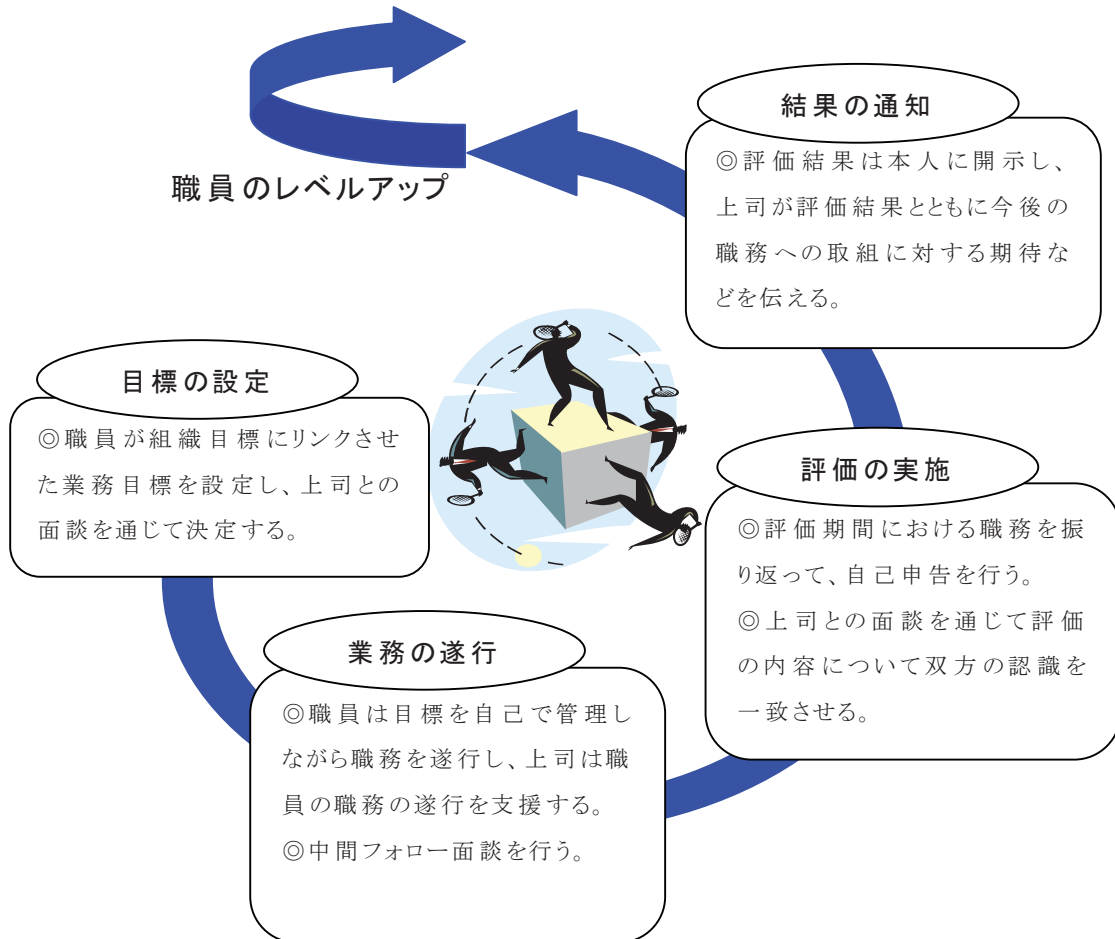 結果の通知
◎評価結果は本人に開示し、
上司が評価結果とともに今後の
職務への取組に対する期待な
どを伝える。
職員のレベルアップ
目標の設定
◎職員が組織目標にリンクさせ
た業務目標を設定し、上司との
面談を通じて決定する。
業務の遂行
◎職員は目標を自己で管理し
ながら職務を遂行し、上司は職
員の職務の遂行を支援する。
◎中間フォロー面談を行う。
評価の実施
◎評価期間における職務を振
り返って、自己申告を行う。
◎上司との面談を通じて評価
の内容について双方の認識を
一致させる。